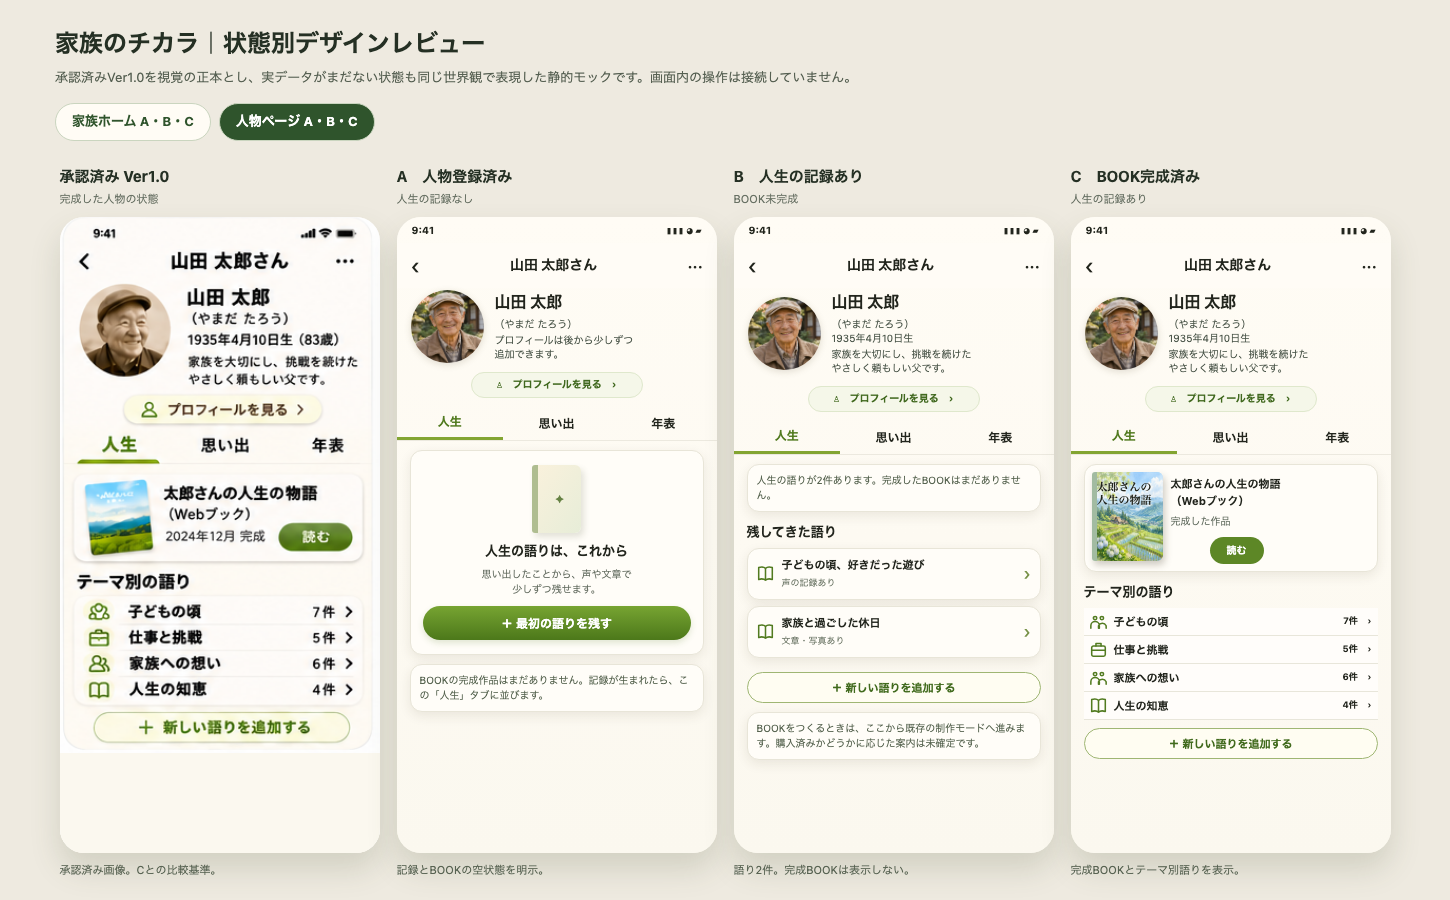 家族のチカラ｜状態別デザインレビュー
承認済みVer1.0を視覚の正本とし、実データがまだない状態も同じ世界観で表現した静的モックです。画面内の操作は接続していません。
家族ホーム A・B・C
人物ページ A・B・C
承認済み Ver1.0
完成した人物の状態
9:41
山田 太郎さん
山田 太郎
（やまだ たろう）
1935年4月10日生（83歳）
家族を大切にし、挑戦を続けた
やさしく頼もしい父です。
プロフィールを見る
人生 思い出 年表
太郎さんの人生の物語
（Webブック）
2024年12月 完成
読む
テーマ別の語り
子どもの頃 7件
仕事と挑戦 5件
家族への想い 6件
人生の知恵 4件
＋ 新しい語りを追加する
承認済み画像。Cとの比較基準。
A 人物登録済み
人生の記録なし
9:41
山田 太郎さん
山田 太郎
（やまだ たろう）
プロフィールは後から少しずつ
追加できます。
プロフィールを見る
人生 思い出 年表
人生の語りは、これから
思い出したことから、声や文章で
少しずつ残せます。
＋ 最初の語りを残す
BOOKの完成作品はまだありません。記録が生まれたら、こ
の「人生」タブに並びます。
記録とBOOKの空状態を明示。
B 人生の記録あり
BOOK未完成
9:41
山田 太郎さん
山田 太郎
（やまだ たろう）
1935年4月10日生
家族を大切にし、挑戦を続けた
やさしく頼もしい父です。
プロフィールを見る
人生 思い出 年表
人生の語りが2件あります。完成したBOOKはまだありませ
ん。
残してきた語り
子どもの頃、好きだった遊び
声の記録あり
家族と過ごした休日
文章・写真あり
＋ 新しい語りを追加する
BOOKをつくるときは、ここから既存の制作モードへ進みま
す。購入済みかどうかに応じた案内は未確定です。
語り2件。完成BOOKは表示しない。
C BOOK完成済み
人生の記録あり
9:41
山田 太郎さん
山田 太郎
（やまだ たろう）
1935年4月10日生
家族を大切にし、挑戦を続けた
やさしく頼もしい父です。
プロフィールを見る
人生 思い出 年表
太郎さんの
人生の物語
太郎さんの人生の物語
（Webブック）
完成した作品
読む
テーマ別の語り
子どもの頃 7件
仕事と挑戦 5件
家族への想い 6件
人生の知恵 4件
＋ 新しい語りを追加する
完成BOOKとテーマ別語りを表示。